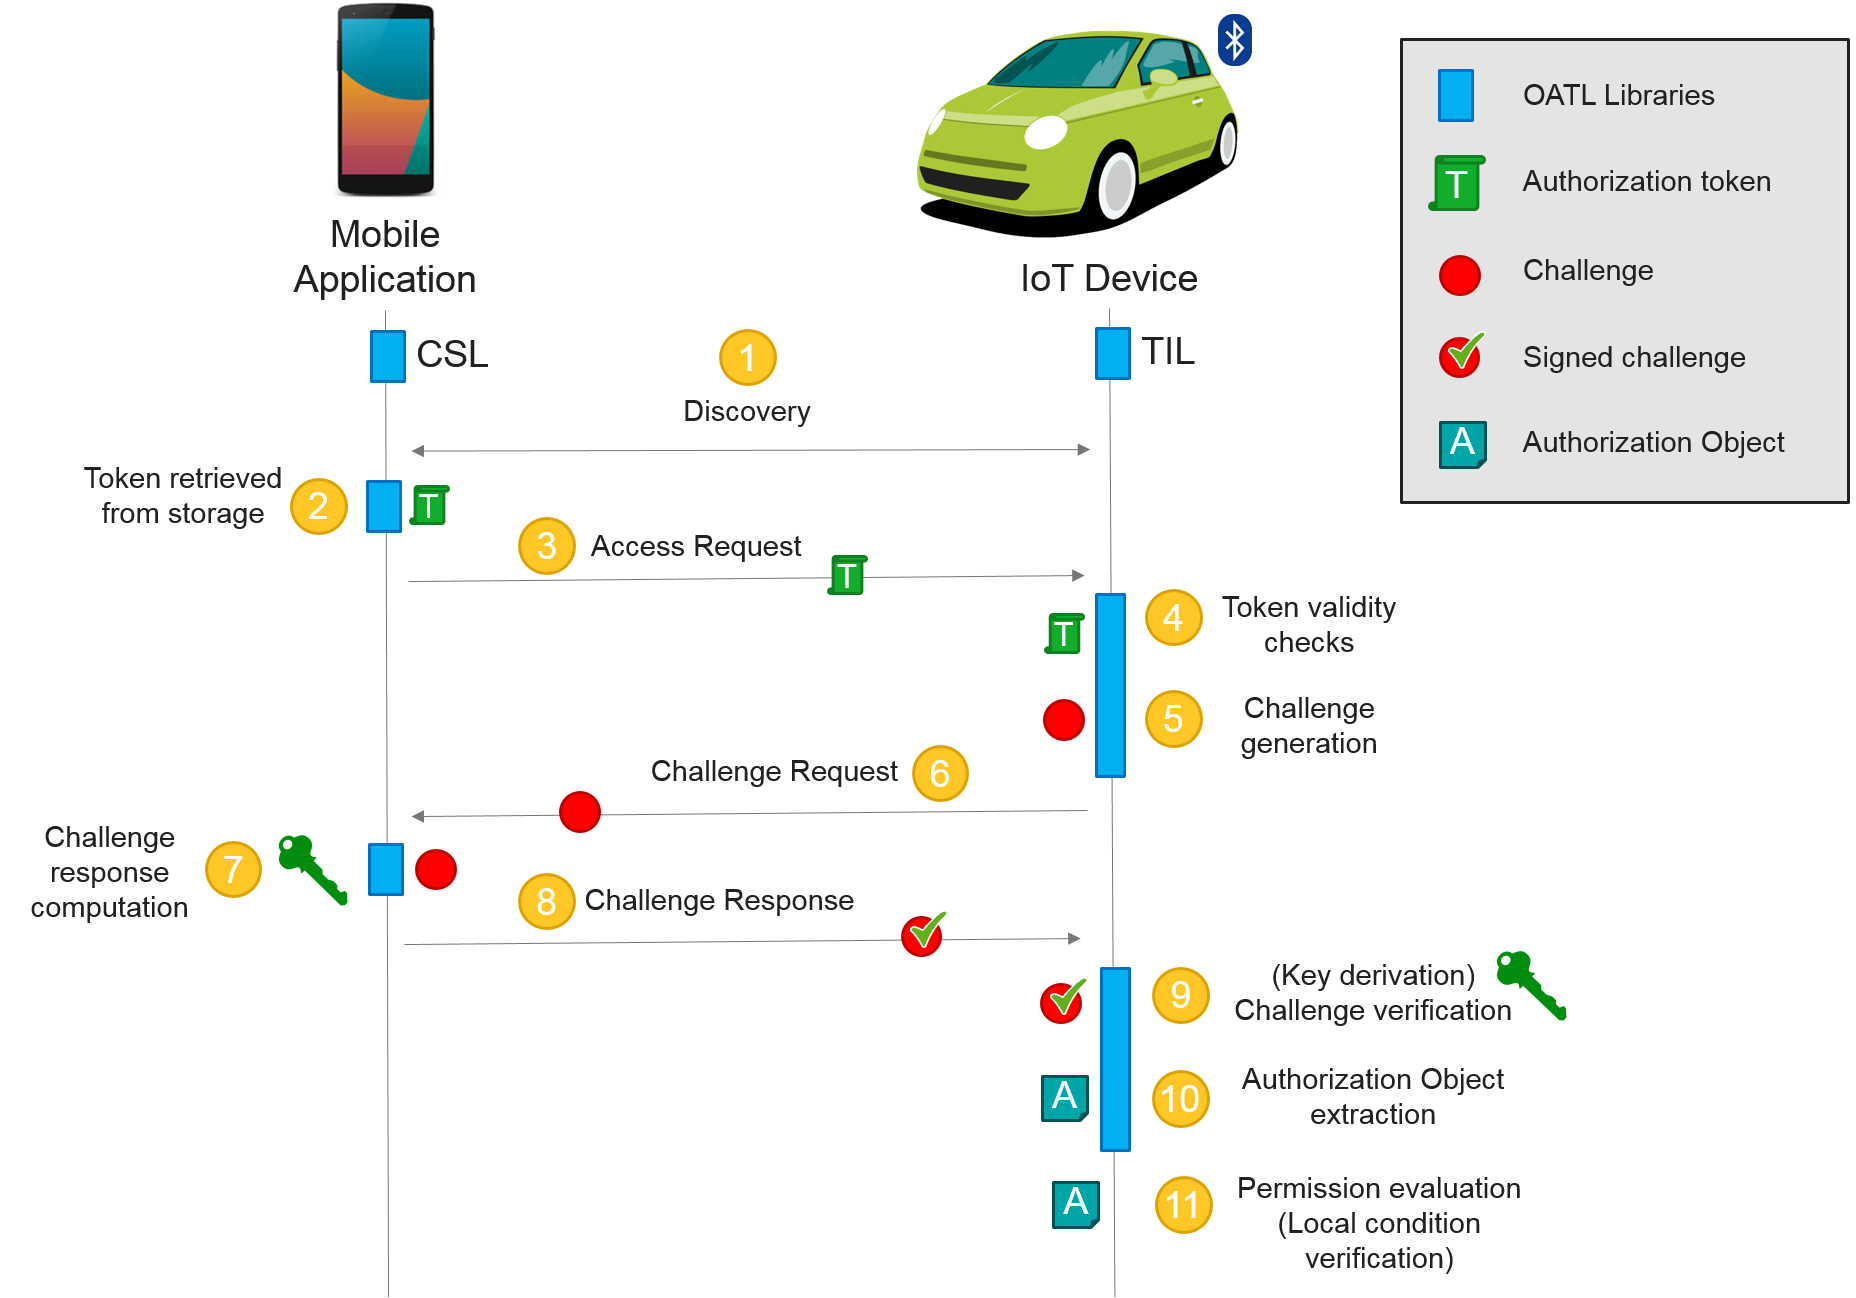 Mobile
Application
IoT Device
OATL Libraries
T
Authorization token
Challenge
Signed challenge
A
Authorization Object
CSL
1
TIL
Discovery
Token retrieved
from storage
2
T
3
Access Request
T
T
4
Token validity
checks
5
Challenge
generation
Challenge Request
6
Challenge
response
computation
7
8
Challenge Response
9
(Key derivation)
Challenge verification
A
10
Authorization Object
extraction
A
11
Permission evaluation
(Local condition
verification)